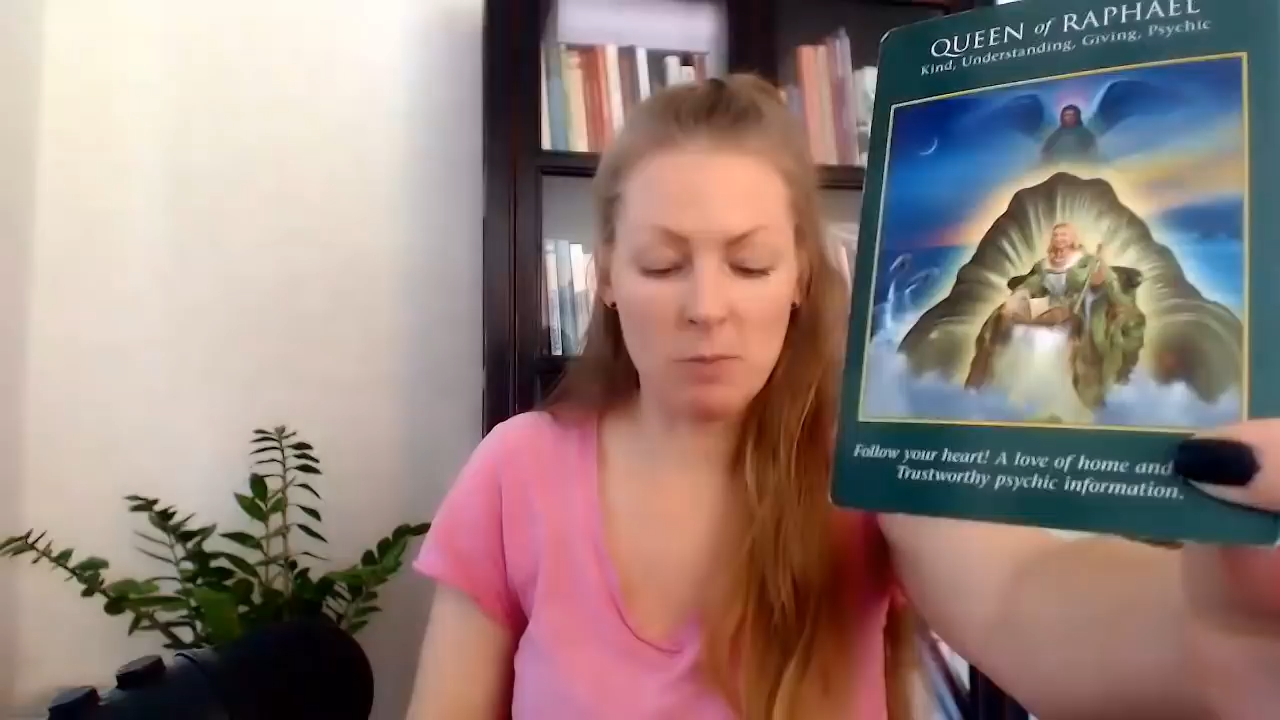 QUEEN of RAPHAEL
Kind, Understanding, Giving, Psychic
Follow your heart! A love of home and
Trustworthy psychic information.